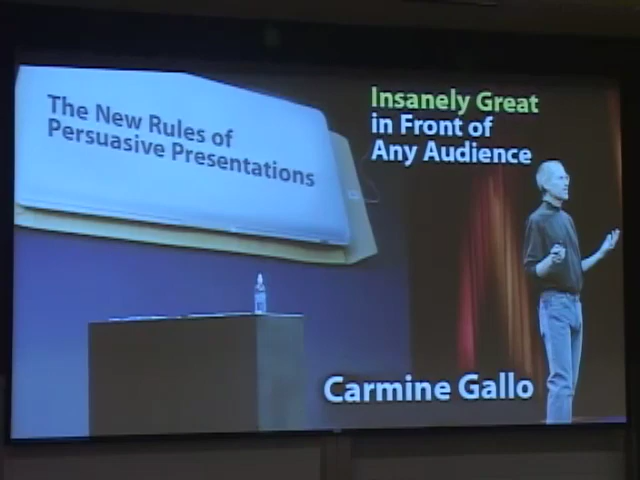 The New Rules of
Persuasive Presentations
Insanely Great
in Front of
Any Audience
Carmine Gallo